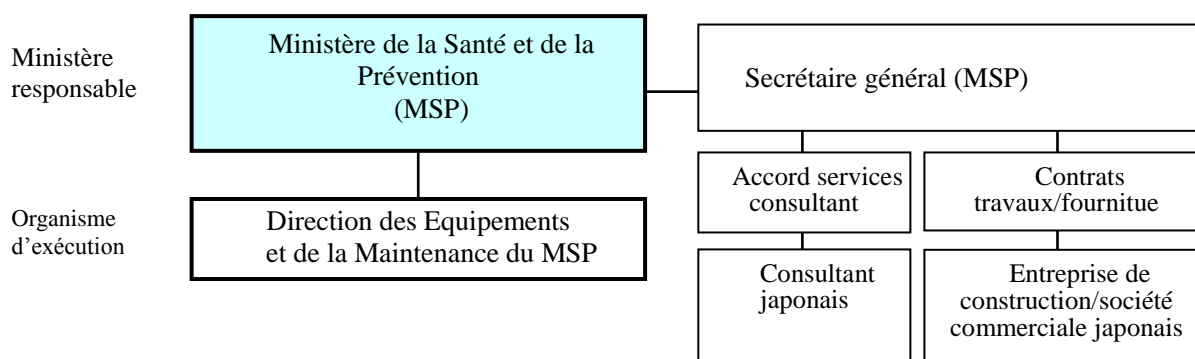 Ministère
responsable
Ministère de la Santé et de la
Prévention
(MSP)
Secrétaire général (MSP)
Accord services
consultant
Contrats
travaux/fournitue
Organisme
d’exécution
Direction des Equipements
et de la Maintenance du MSP
Consultant
japonais
Entreprise de
construction/société
commerciale japonais